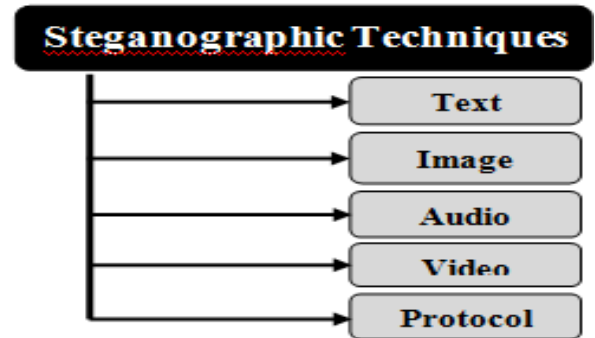 Steganographic Techniques
Text
Image
Audio
Video
Protocol